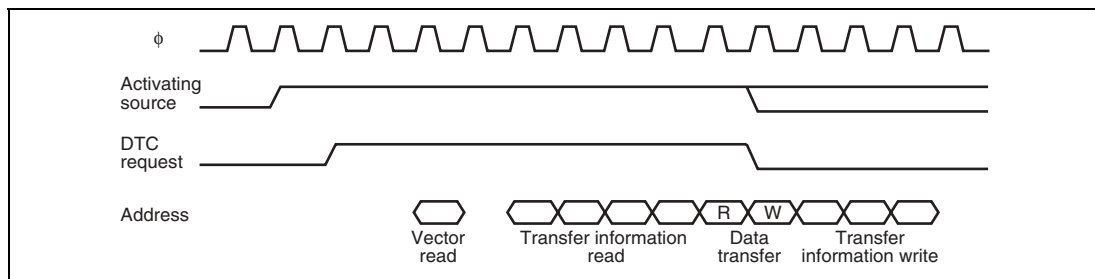 φ
Activating
source
DTC
request
Address
R W
Vector
read
Transfer information
read
Data
transfer
Transfer
information write